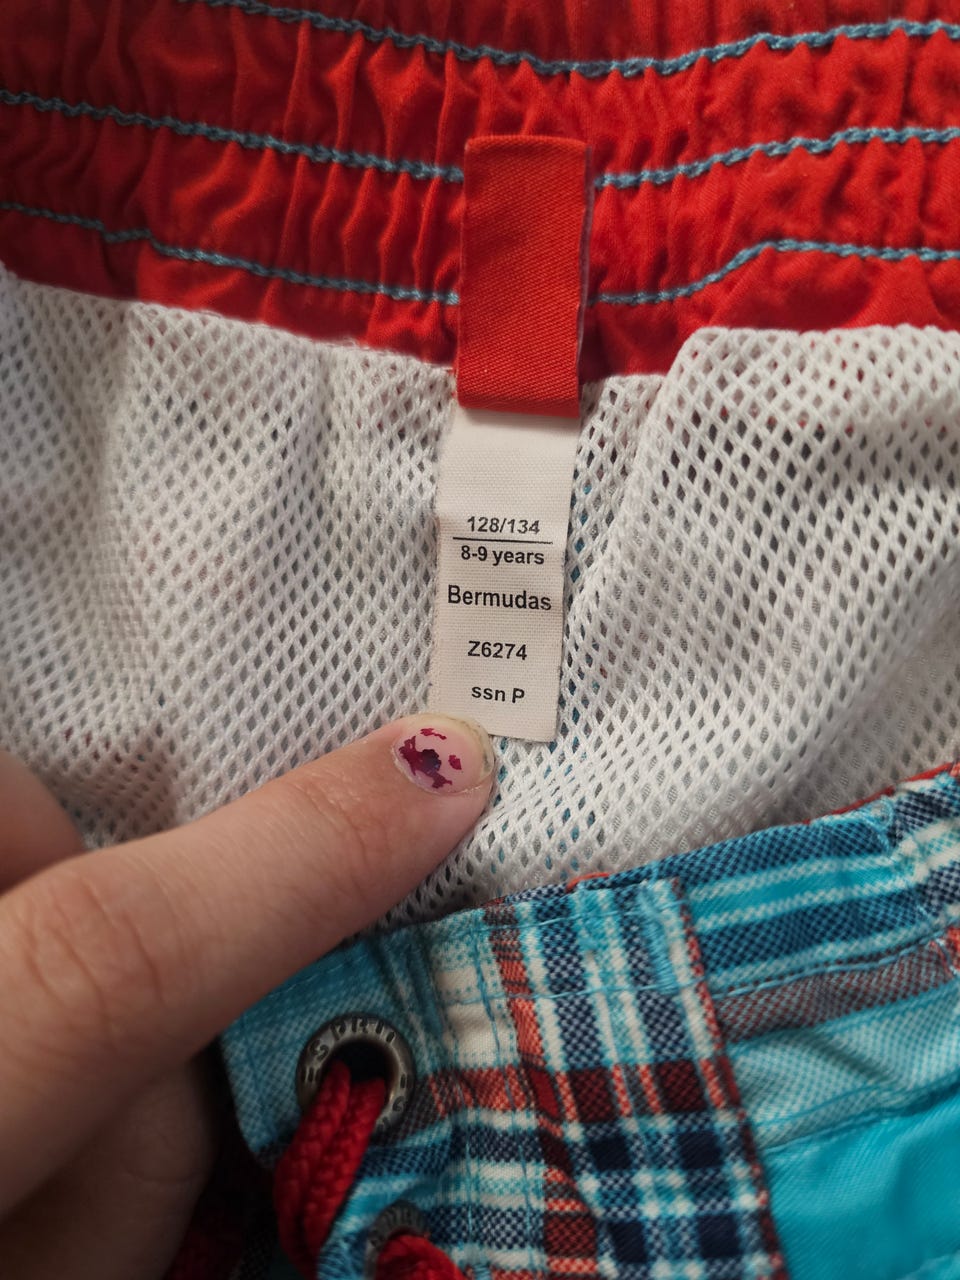 128/134
8-9 years
Bermudas
Z6274
ssn P